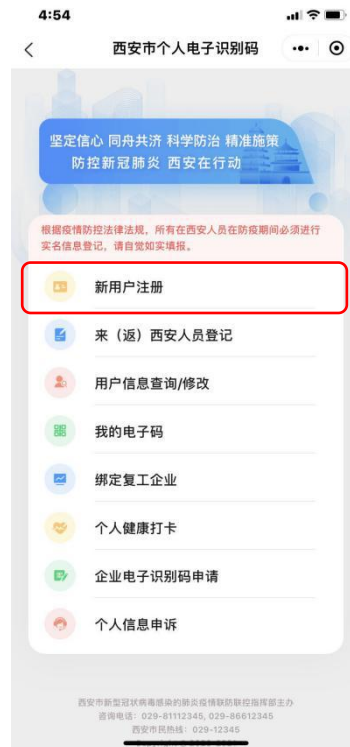 4:54
西安市个人电子识别码
坚定信心 同舟共济 科学防治 精准施策
防控新冠肺炎 西安在行动
根据疫情防控法律法规，所有在西安人员在防疫期间必须进行
实名信息登记，请自觉如实填报。
新用户注册
来（返）西安人员登记
用户信息查询/修改
我的电子码
绑定复工企业
个人健康打卡
企业电子识别码申请
个人信息申诉
西安市新型冠状病毒感染的肺炎疫情联防联控指挥部主办
咨询电话：029-81112345, 029-86612345
西安市民热线：029-12345